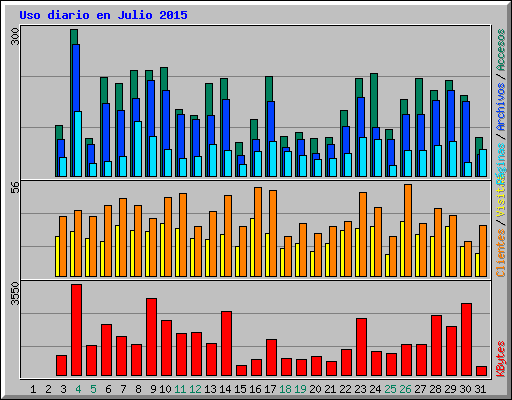 Uso diario en Julio 2015
300
56
3550
Clientes / Visitas
Páginas / Archivos / Accesos
KBytes
1 2 3 4 5 6 7 8 9 10 11 12 13 14 15 16 17 18 19 20 21 22 23 24 25 26 27 28 29 30 31